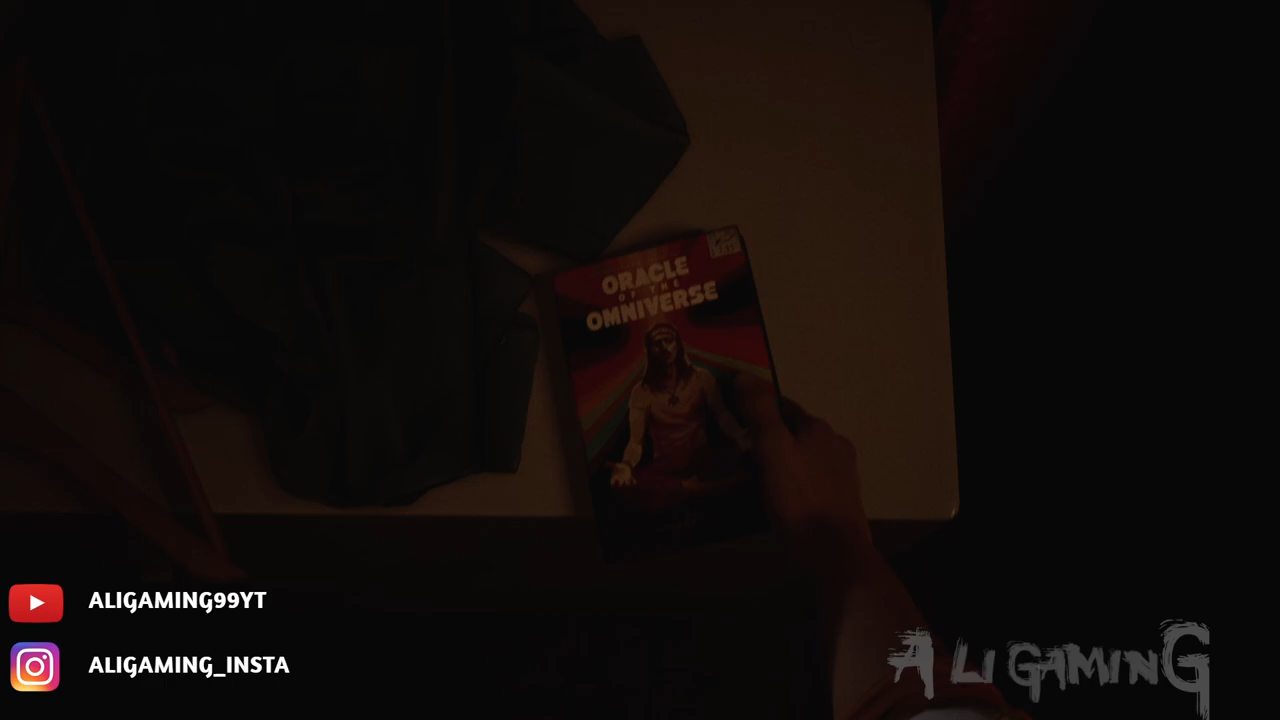 ORACLE
OF THE
OMNIVERSE
ALIGAMING99YT
ALIGAMING_INSTA
ALI GAMING